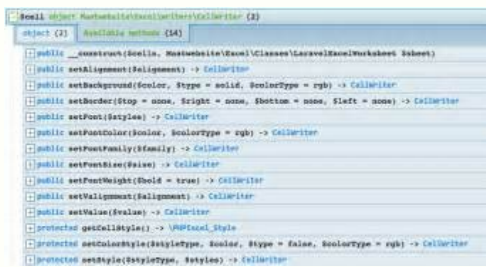 $cell object Maatwebsite\Excel\Writers\CellWriter (2)
object (2) Available methods (14)
public __construct($cells, Maatwebsite\Excel\Classes\LaravelExcelWorksheet $sheet)
public setAlignment($alignment) -> CellWriter
public setBackground($color, $type = solid, $colorType = rgb) -> CellWriter
public setBorder($top = none, $right = none, $bottom = none, $left = none) -> CellWriter
public setFont($styles) -> CellWriter
public setFontColor($color, $colorType = rgb) -> CellWriter
public setFontFamily($family) -> CellWriter
public setFontSize($size) -> CellWriter
public setFontWeight($bold = true) -> CellWriter
public setValignment($alignment) -> CellWriter
public setValue($value) -> CellWriter
protected getCellStyle() -> \PHPExcel_Style
protected setColorStyle($styleType, $color, $type = false, $colorType = rgb) -> CellWriter
protected setStyle($styleType, $styles) -> CellWriter